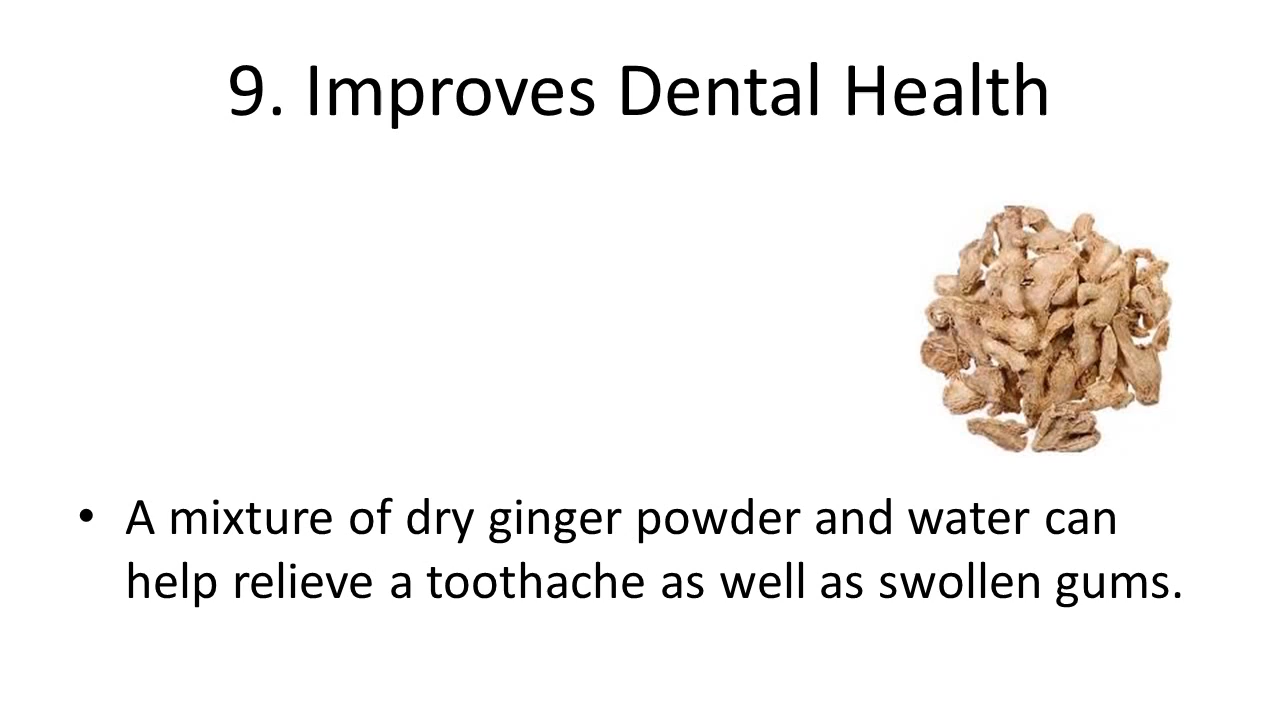 9. Improves Dental Health
• A mixture of dry ginger powder and water can
help relieve a toothache as well as swollen gums.